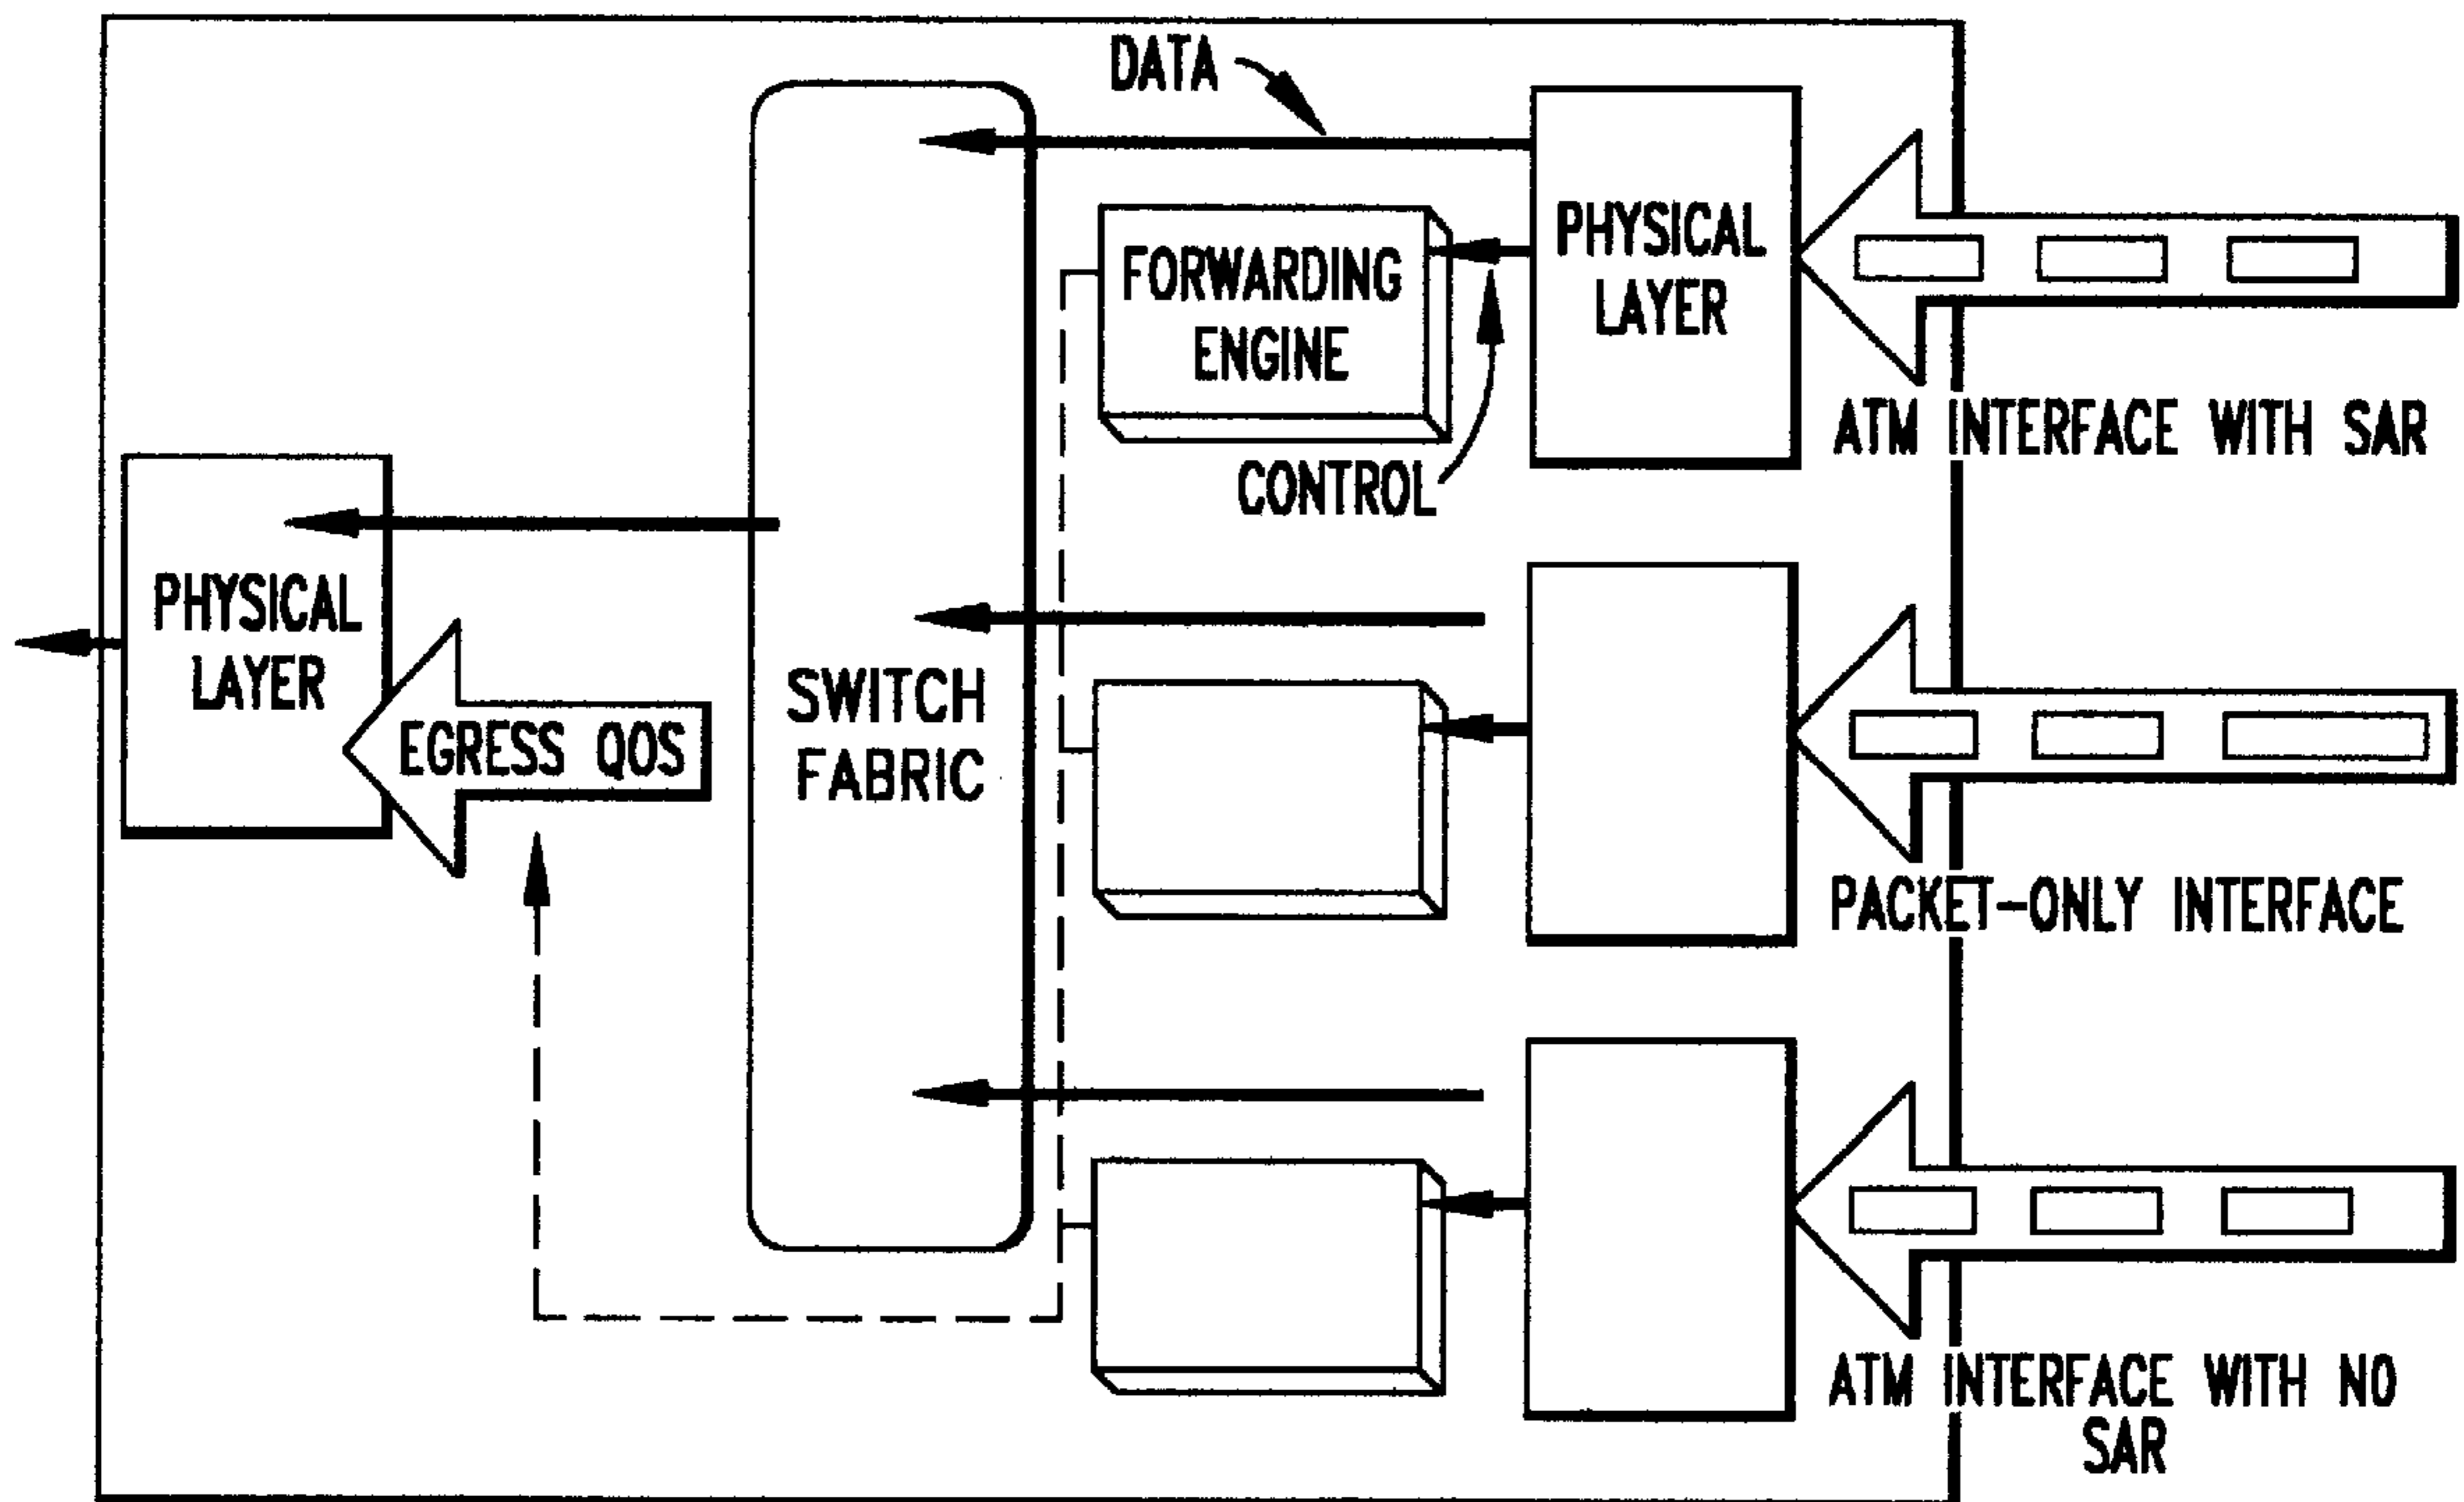 DATA
FORWARDING
ENGINE
PHYSICAL
LAYER
CONTROL
ATM INTERFACE WITH SAR
PHYSICAL
LAYER
EGRESS QOS
SWITCH
FABRIC
PACKET-ONLY INTERFACE
ATM INTERFACE WITH NO
SAR